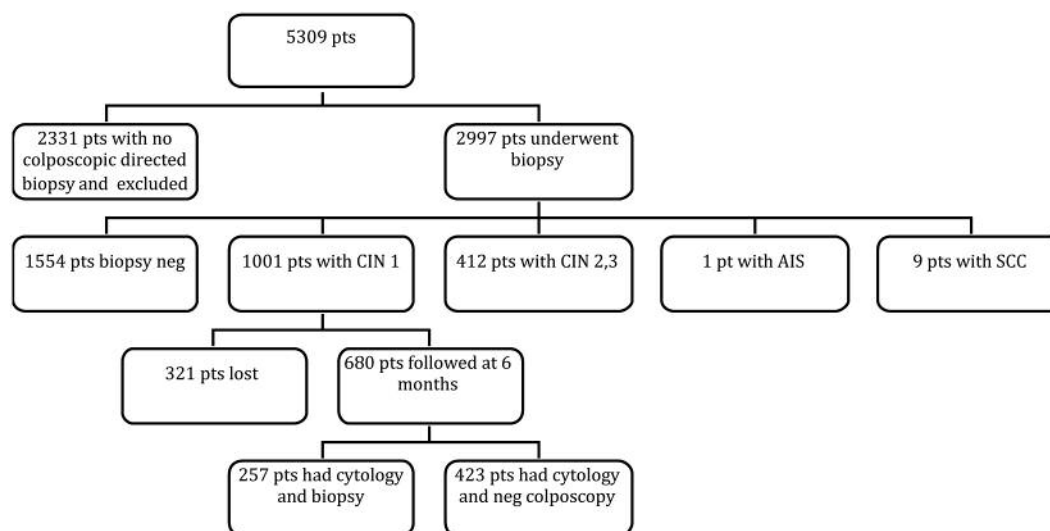 5309 pts
2331 pts with no
colposcopic directed
biopsy and excluded
2997 pts underwent
biopsy
1554 pts biopsy neg
1001 pts with CIN 1
412 pts with CIN 2,3
1 pt with AIS
9 pts with SCC
321 pts lost
680 pts followed at 6
months
257 pts had cytology
and biopsy
423 pts had cytology
and neg colposcopy